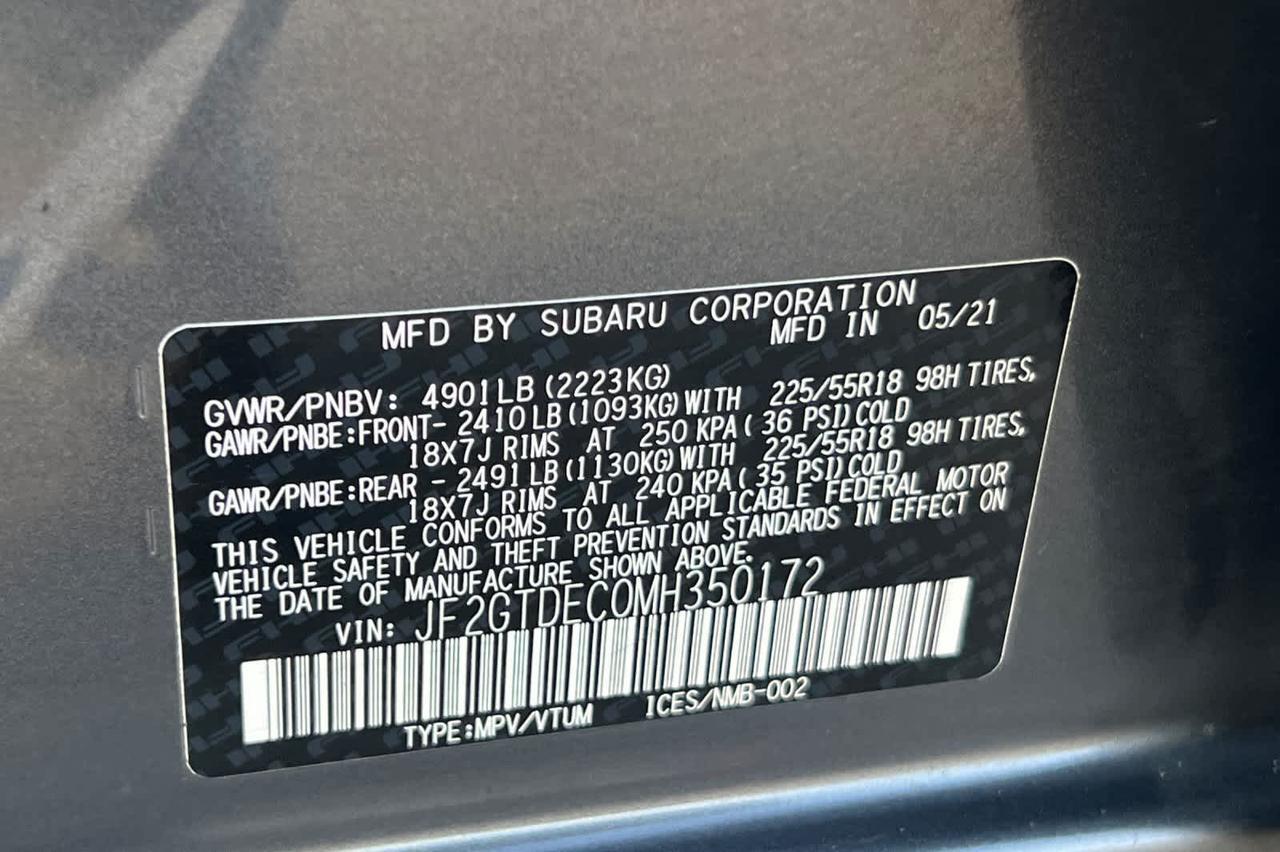 MFD BY SUBARU CORPORATION
MFD IN 05/21
GVWR/PNBV: 4901LB (2223KG)
GAWR/PNBE:FRONT- 2410LB(1093KG)WITH 225/55R18 98H TIRES,
18X7J RIMS AT 250 KPA( 36 PSI)COLD
GAWR/PNBE:REAR - 2491LB(1130KG)WITH 225/55R18 98H TIRES,
18X7J RIMS AT 240 KPA( 35 PSI)COLD
THIS VEHICLE CONFORMS TO ALL APPLICABLE FEDERAL MOTOR
VEHICLE SAFETY AND THEFT PREVENTION STANDARDS IN EFFECT ON
THE DATE OF MANUFACTURE SHOWN ABOVE.
VIN: JF2GTDEC0MH350172
TYPE:MPV/VTUM ICES/NMB-002